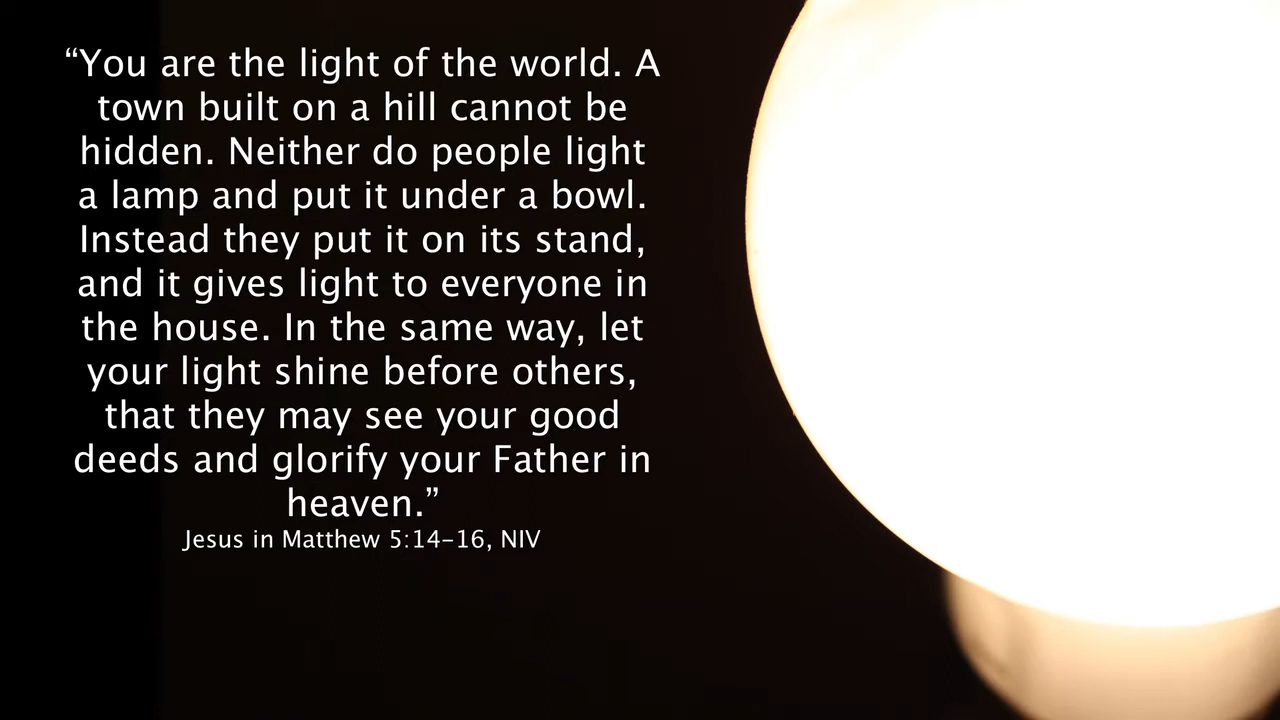 “You are the light of the world. A
town built on a hill cannot be
hidden. Neither do people light
a lamp and put it under a bowl.
Instead they put it on its stand,
and it gives light to everyone in
the house. In the same way, let
your light shine before others,
that they may see your good
deeds and glorify your Father in
heaven.”
Jesus in Matthew 5:14–16, NIV